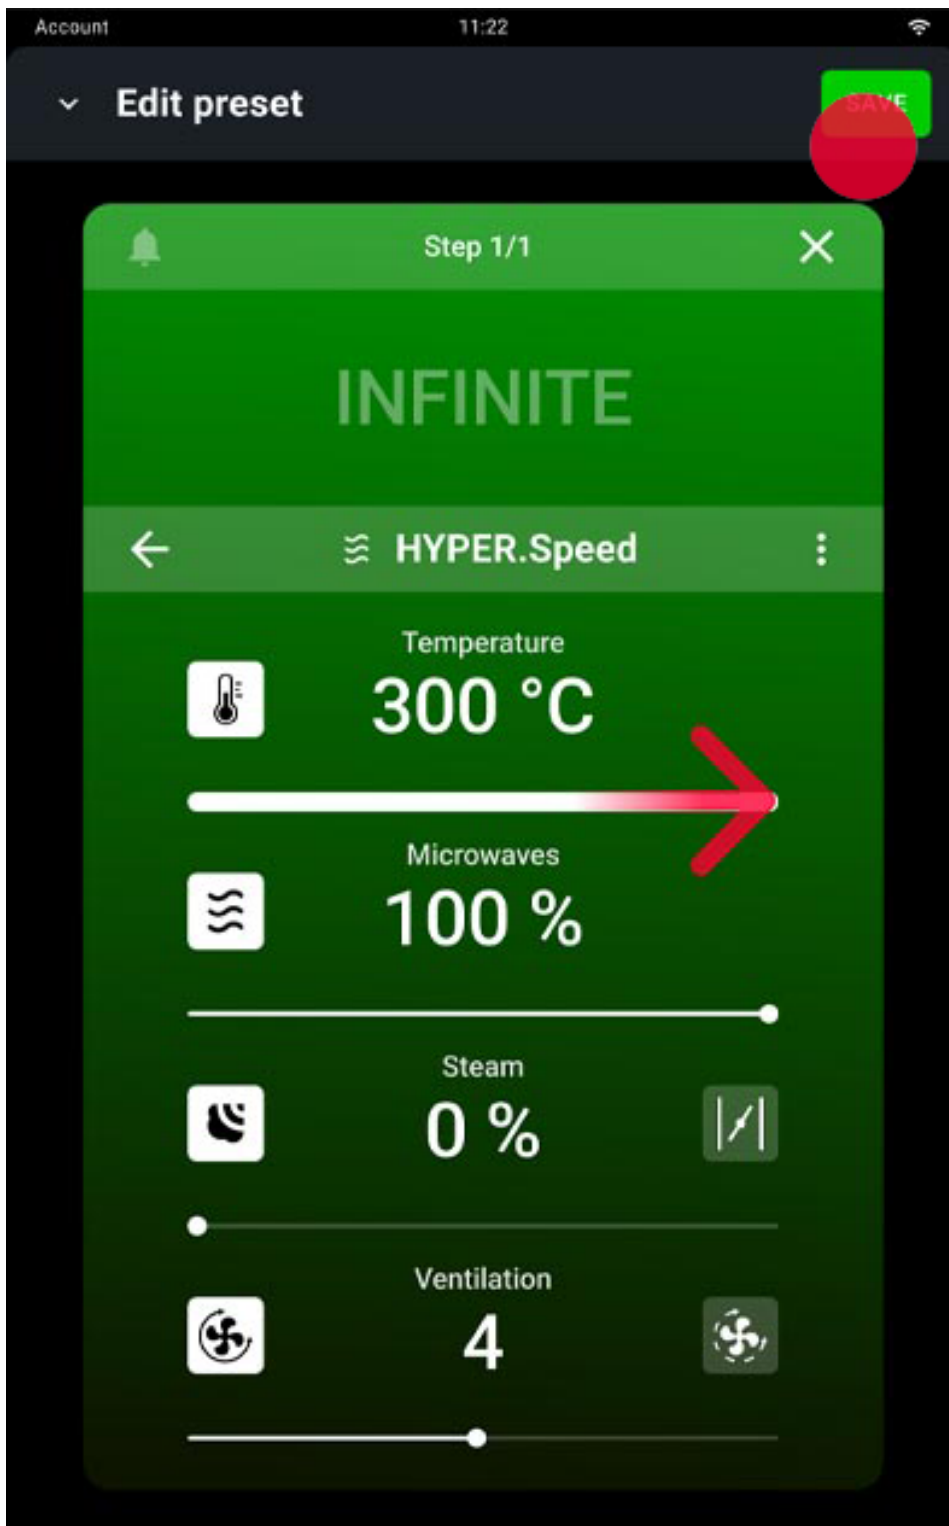 Account
11:22
Edit preset
SAVE
Step 1/1
INFINITE
HYPER.Speed
Temperature
300 °C
Microwaves
100 %
Steam
0 %
Ventilation
4